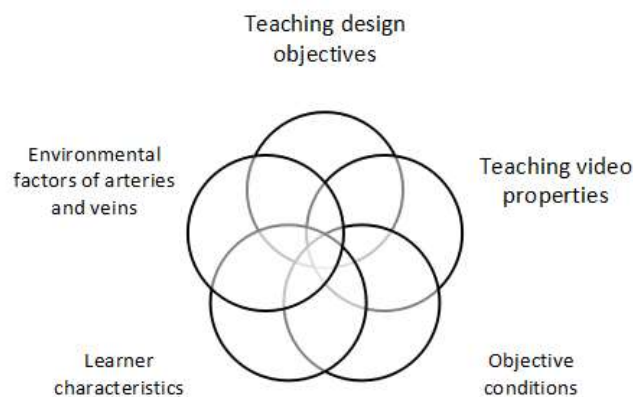 Teaching design
objectives
Environmental
factors of arteries
and veins
Teaching video
properties
Learner
characteristics
Objective
conditions